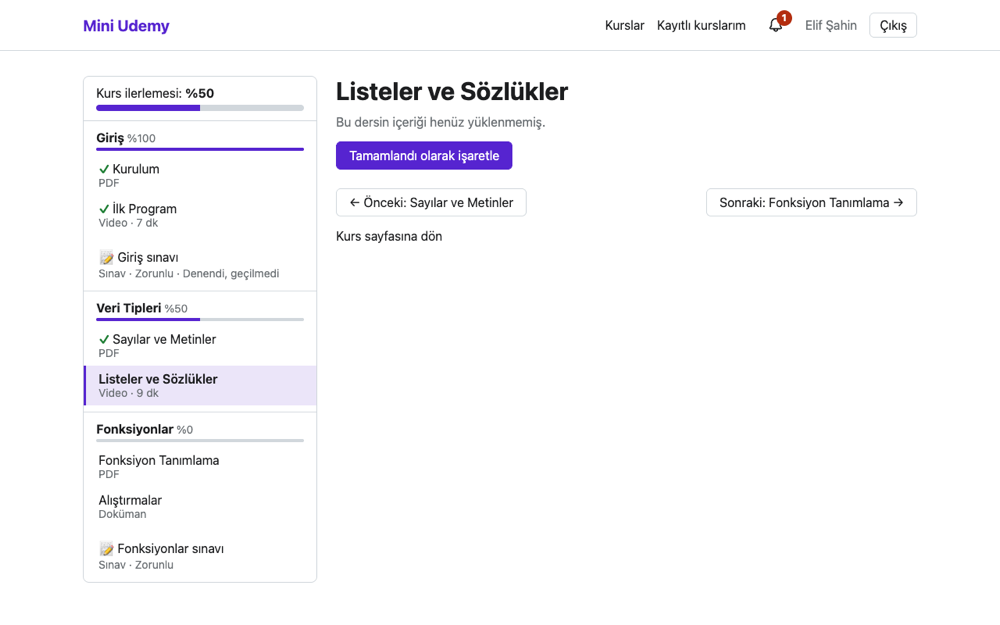 Mini Udemy
Kurslar Kayıtlı kurslarım 1 Elif Şahin Çıkış
Kurs ilerlemesi: %50
Giriş %100
Kurulum
PDF
İlk Program
Video · 7 dk
Giriş sınavı
Sınav · Zorunlu · Denendi, geçilmedi
Veri Tipleri %50
Sayılar ve Metinler
PDF
Listeler ve Sözlükler
Video · 9 dk
Fonksiyonlar %0
Fonksiyon Tanımlama
PDF
Alıştırmalar
Doküman
Fonksiyonlar sınavı
Sınav · Zorunlu
Listeler ve Sözlükler
Bu dersin içeriği henüz yüklenmemiş.
Tamamlandı olarak işaretle
← Önceki: Sayılar ve Metinler
Sonraki: Fonksiyon Tanımlama →
Kurs sayfasına dön